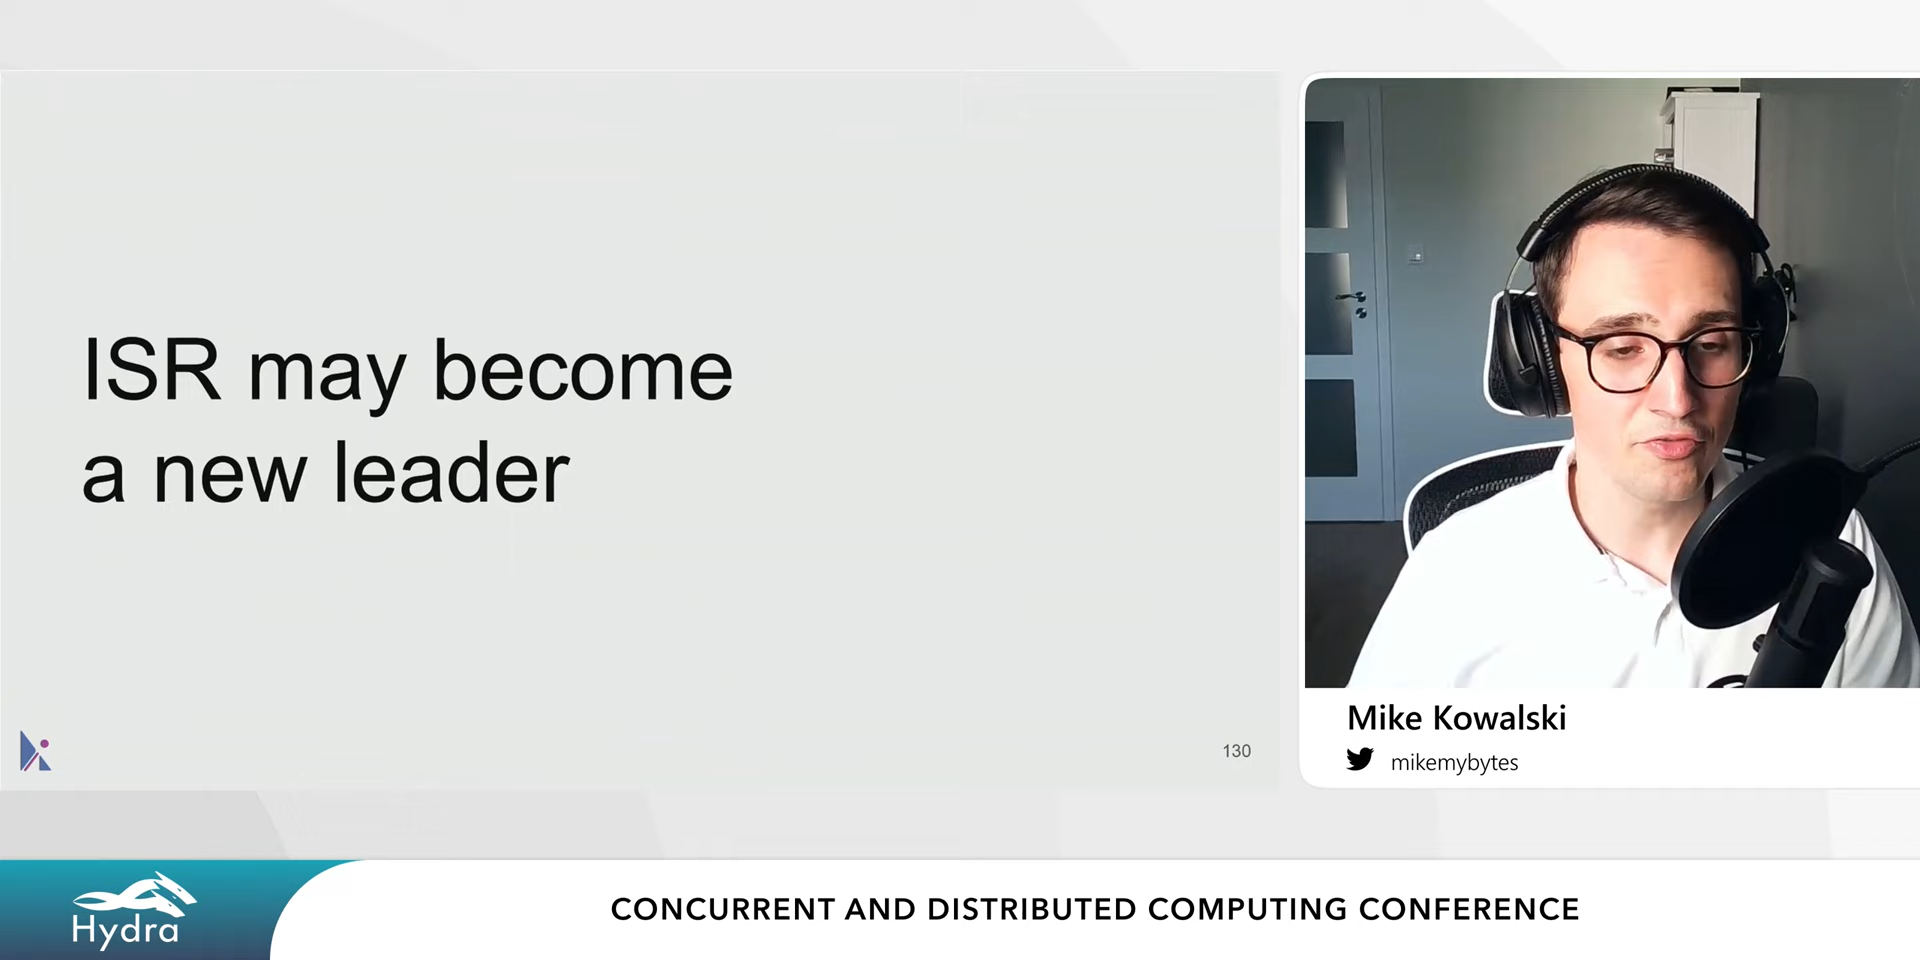 ISR may become
a new leader
130
Mike Kowalski
mikemybytes
Hydra
CONCURRENT AND DISTRIBUTED COMPUTING CONFERENCE